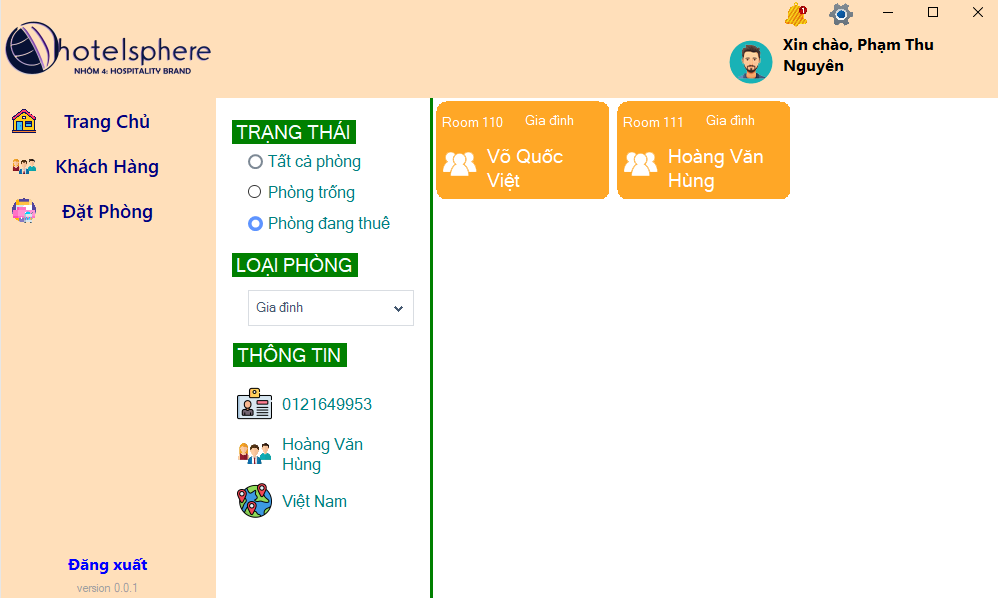 1
hotelsphere
NHÓM 4: HOSPITALITY BRAND
Xin chào, Phạm Thu
Nguyên
Trang Chủ
Khách Hàng
Đặt Phòng
Đăng xuất
version 0.0.1
TRẠNG THÁI
Tất cả phòng
Phòng trống
Phòng đang thuê
LOẠI PHÒNG
Gia đình
THÔNG TIN
0121649953
Hoàng Văn
Hùng
Việt Nam
Room 110 Gia đình
Võ Quốc
Việt
Room 111 Gia đình
Hoàng Văn
Hùng